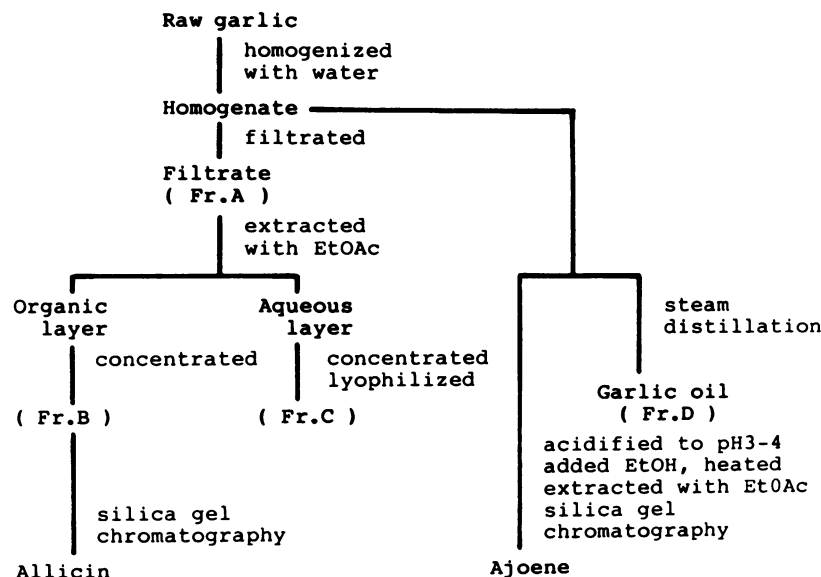 Raw garlic
homogenized
with water
Homogenate
filtrated
Filtrate
( Fr.A )
extracted
with EtOAc
Organic
layer
Aqueous
layer
concentrated
concentrated
lyophilized
( Fr.B )
( Fr.C )
silica gel
chromatography
Allicin
steam
distillation
Garlic oil
( Fr.D )
acidified to pH3-4
added EtOH, heated
extracted with EtOAc
silica gel
chromatography
Ajoene